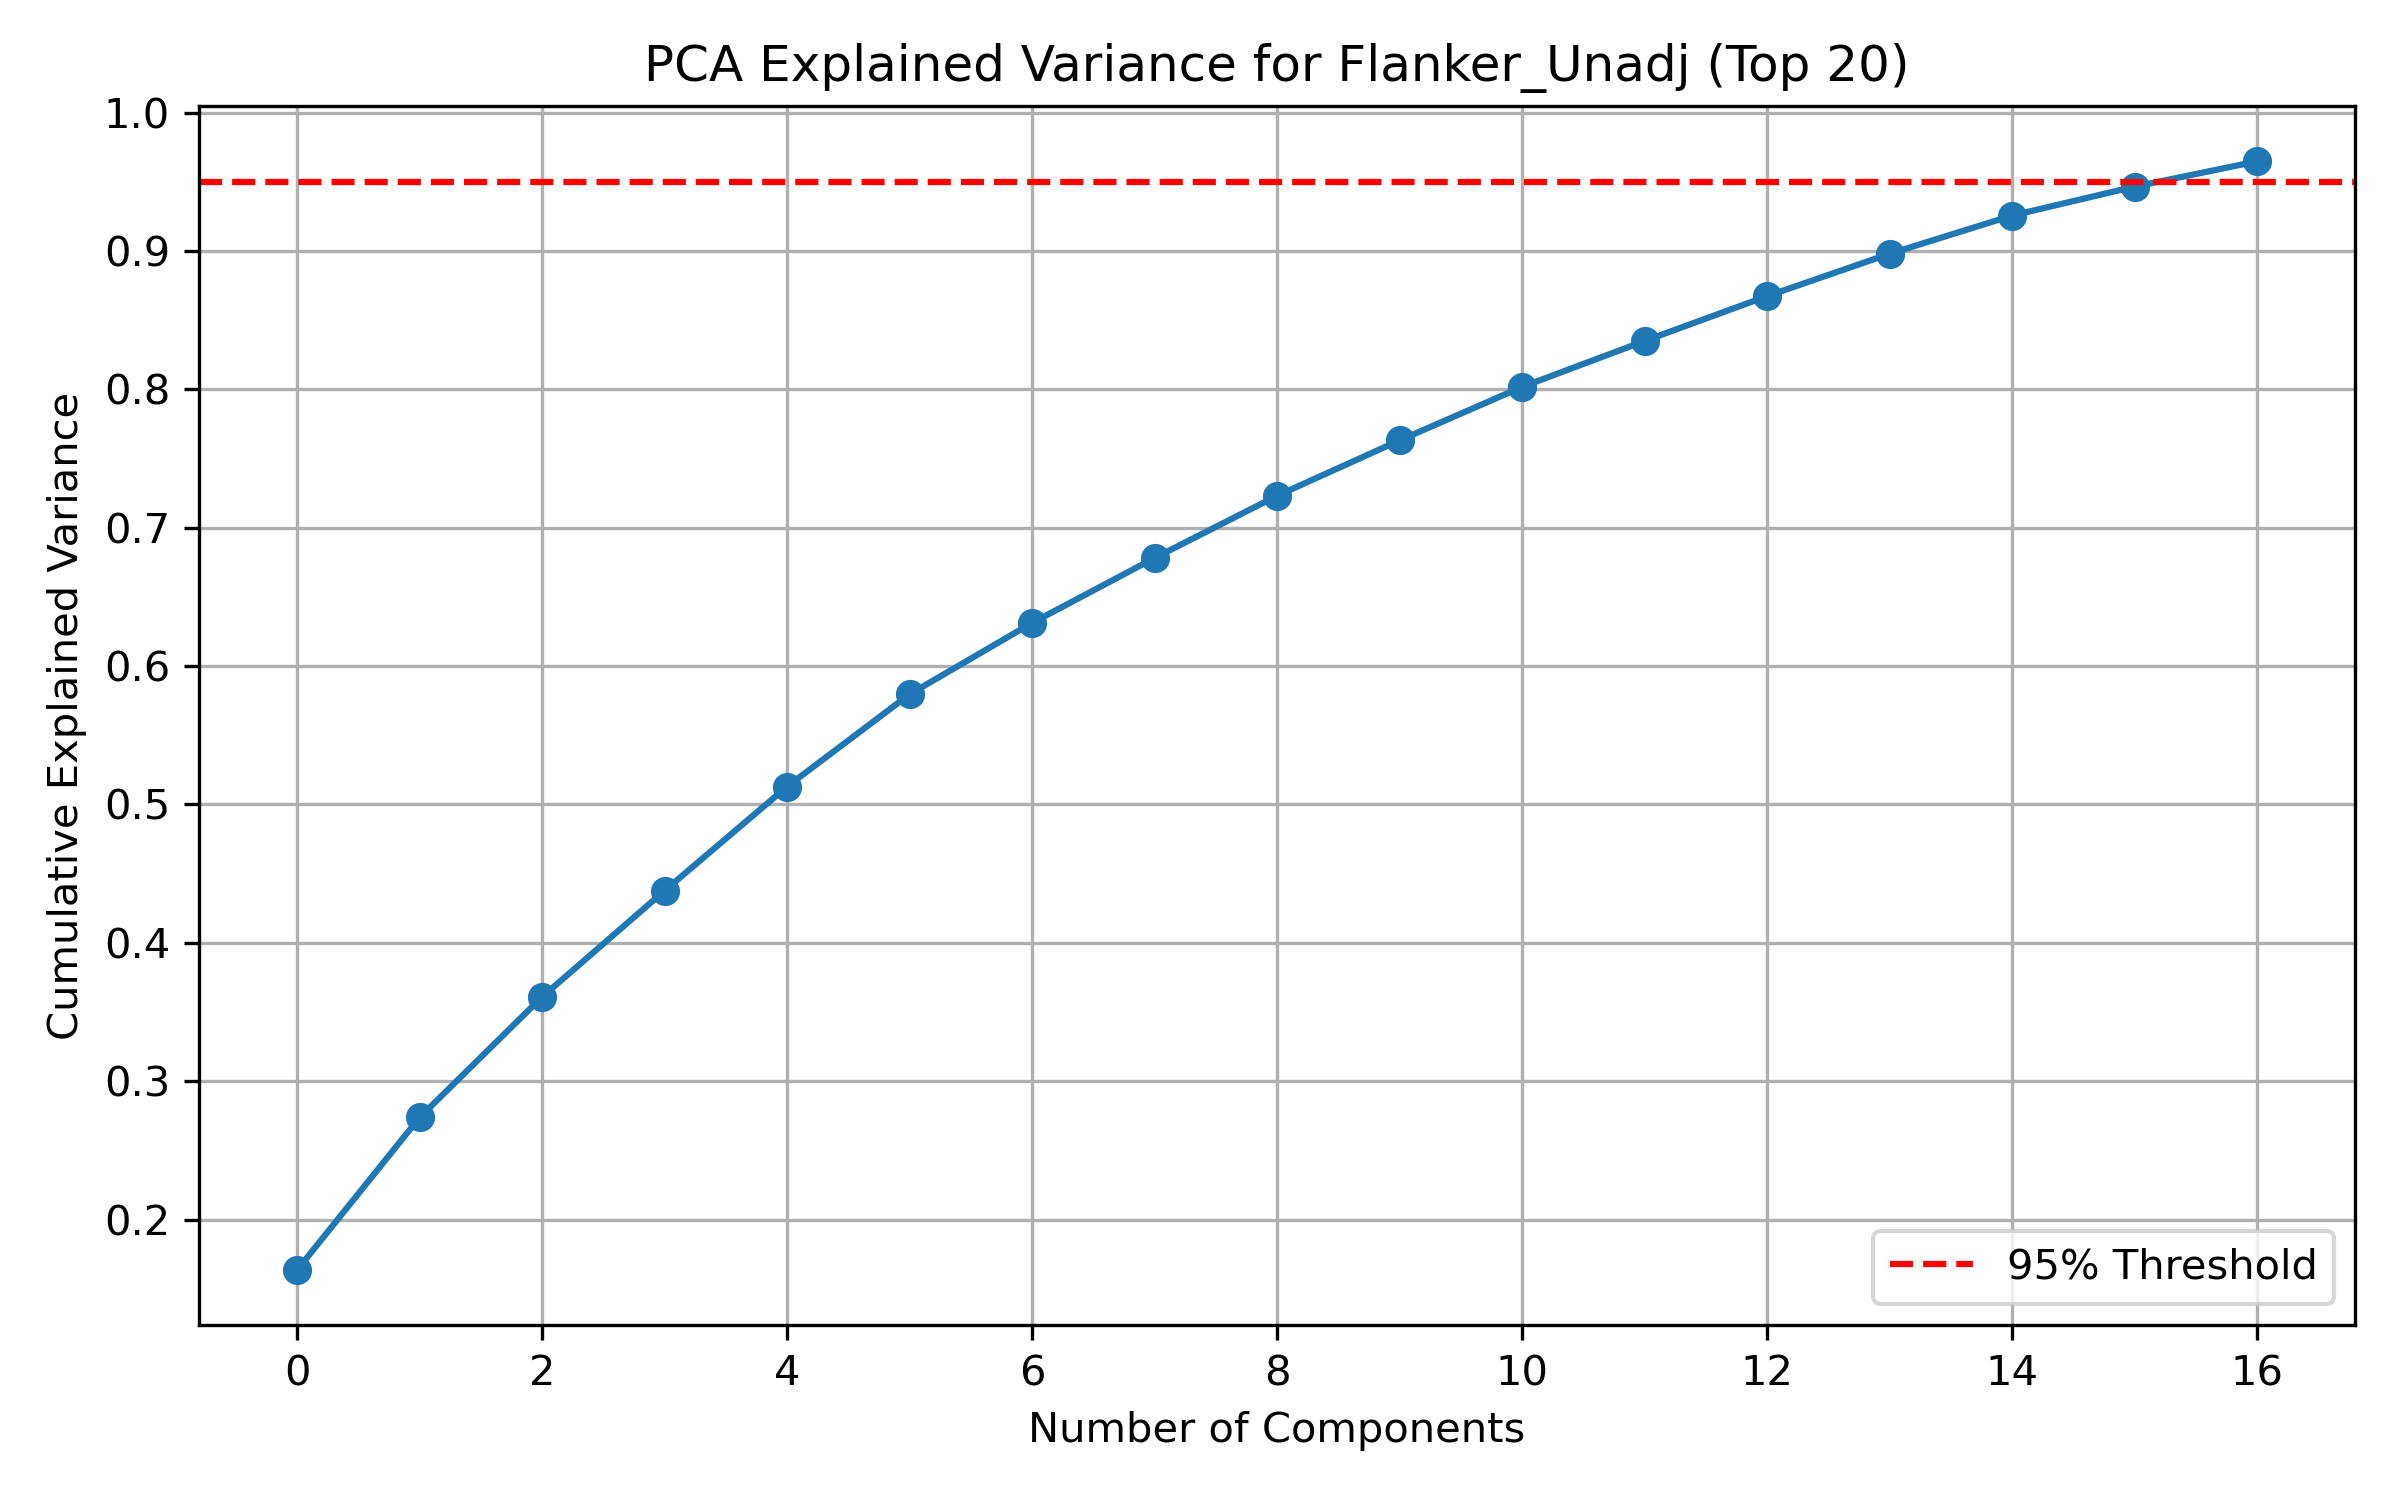 PCA Explained Variance for Flanker_Unadj (Top 20)
1.0
0.9
0.8
0.7
0.6
0.5
0.4
0.3
0.2
Cumulative Explained Variance
95% Threshold
0 2 4 6 8 10 12 14 16
Number of Components